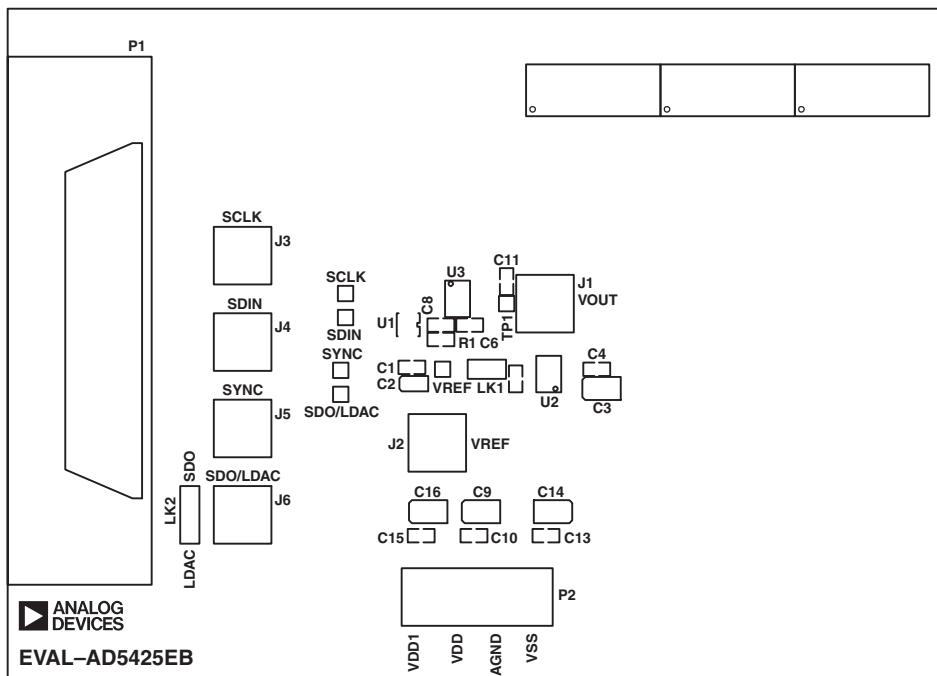 P1
SCLK
J3
SDIN
J4
SYNC
J5
SDO/LDAC
J6
SDO
LK2
LDAC
SCLK
SDIN
SYNC
SDO/LDAC
U1
C8
U3
R1 C6
C11
TP1
J1
VOUT
C1
C2
VREF LK1
U2
C4
C3
J2
VREF
C16
C9
C14
C15
C10
C13
P2
VDD1
VDD
AGND
VSS
ANALOG
DEVICES
EVAL–AD5425EB